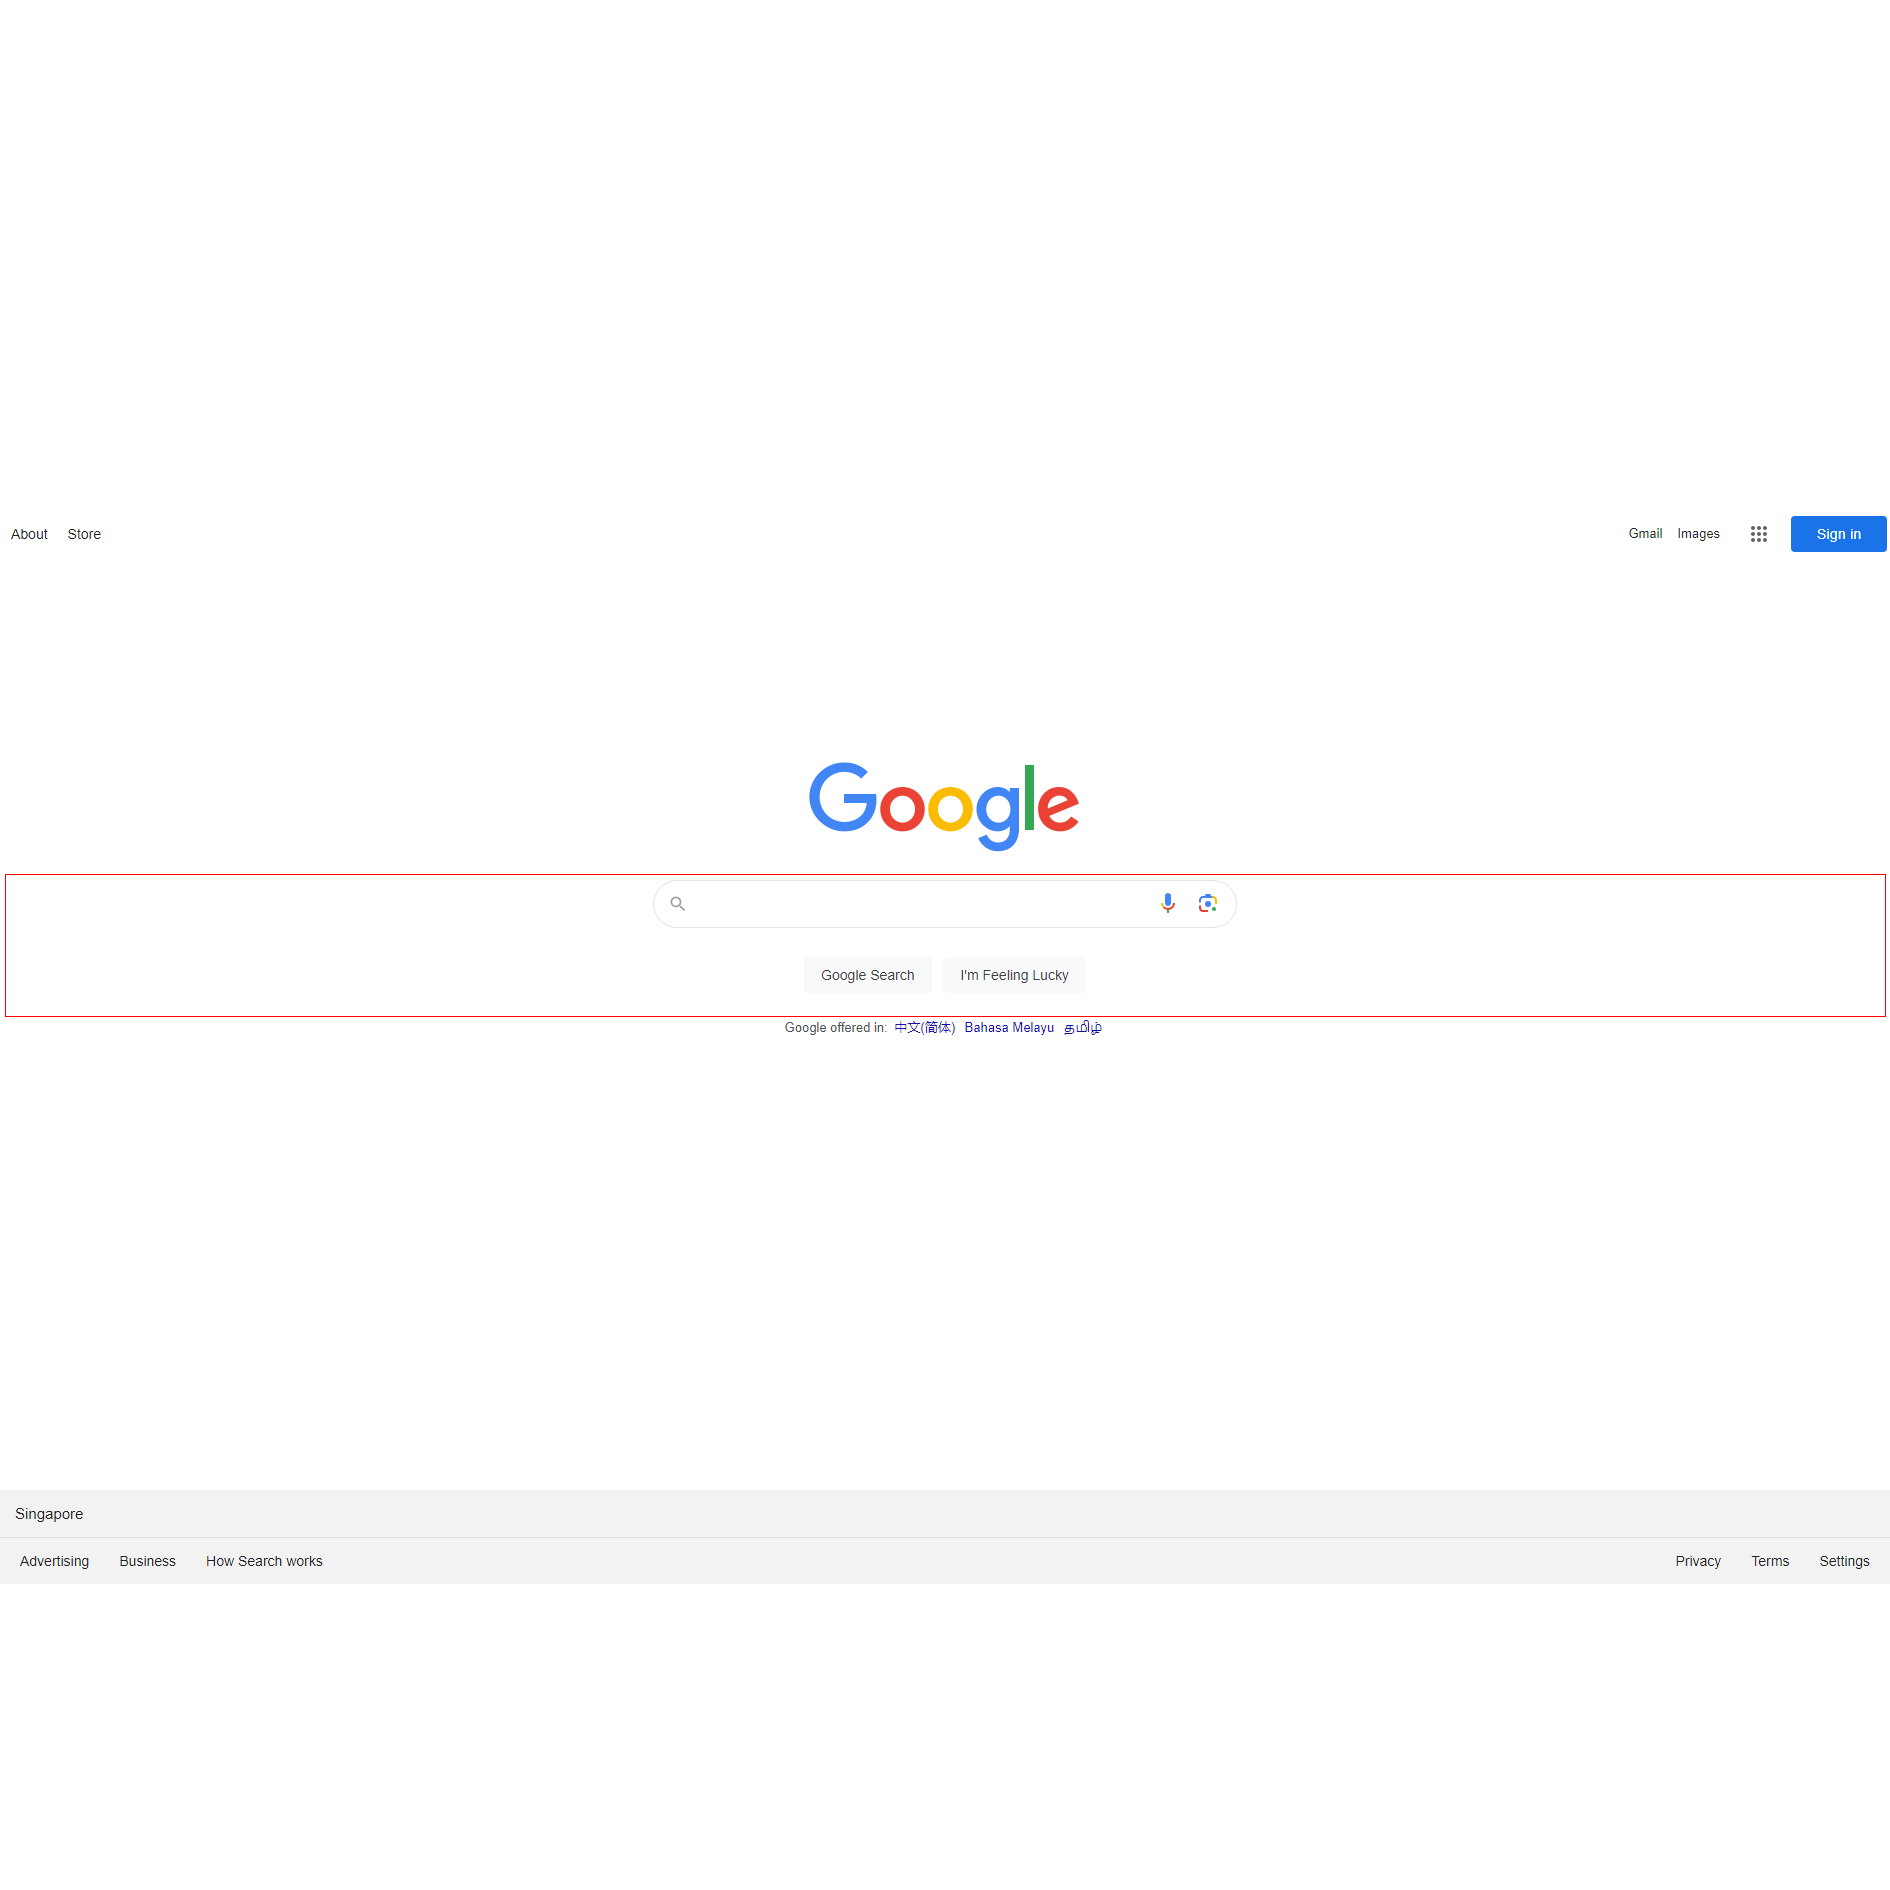 About Store Gmail Images Sign in
Google
Google Search I'm Feeling Lucky
Google offered in: 中文(简体) Bahasa Melayu தமிழ்
Singapore
Advertising Business How Search works Privacy Terms Settings